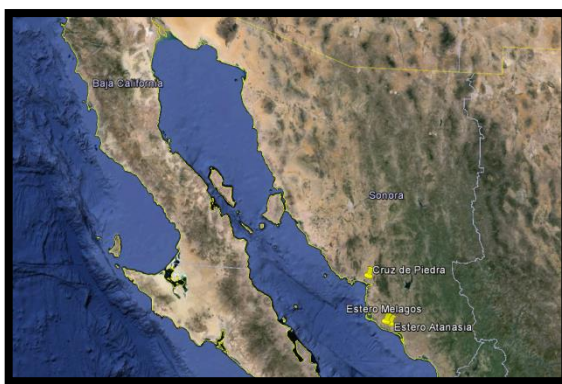 Baja California
Sonora
Cruz de Piedra
Estero Melagos
Estero Atanasia